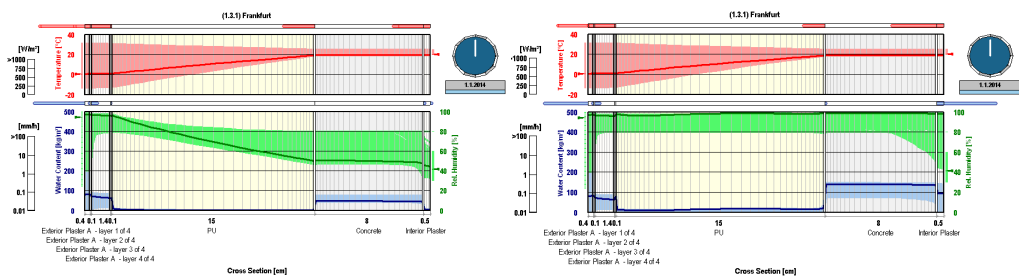 (1.3.1) Frankfurt
[W/m²]
>1000
750
500
250
0
Temperature [°C]
40
20
0
-20
1.1.2014
[mm/h]
>100
10
1
0.1
0.01
Water Content [kg/m³]
500
400
300
200
100
0
100
80
60
40
20
0
Rel. Humidity [%]
0.4 0.1 1.40.1 15 8 0.5
Exterior Plaster A - layer 1 of 4 PU Concrete Interior Plaster
Exterior Plaster A - layer 2 of 4
Exterior Plaster A - layer 3 of 4
Exterior Plaster A - layer 4 of 4
Cross Section [cm]
(1.3.1) Frankfurt
[W/m²]
>1000
750
500
250
0
Temperature [°C]
40
20
0
-20
1.1.2014
[mm/h]
>100
10
1
0.1
0.01
Water Content [kg/m³]
500
400
300
200
100
0
100
80
60
40
20
0
Rel. Humidity [%]
0.4 0.1 1.40.1 15 8 0.5
Exterior Plaster A - layer 1 of 4 PU Concrete Interior Plaster
Exterior Plaster A - layer 2 of 4
Exterior Plaster A - layer 3 of 4
Exterior Plaster A - layer 4 of 4
Cross Section [cm]